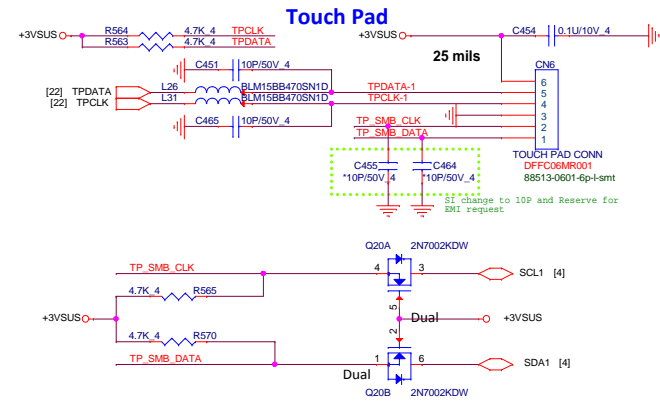 Touch Pad
+3VSUS R564 4.7K_4 TPCLK
R563 4.7K_4 TPDATA
+3VSUS C454 0.1U/10V_4
25 mils
CN6
C451 10P/50V_4
[22] TPDATA L26 BLM15BB470SN1D TPDATA-1
[22] TPCLK L31 BLM15BB470SN1D TPCLK-1
C465 10P/50V_4
6
5
4
3
2
1
TP_SMB_CLK
TP_SMB_DATA
TOUCH PAD CONN
DFFC06MR001
88513-0601-6p-l-smt
C455 C464
*10P/50V_4 *10P/50V_4
SI change to 10P and Reserve for
EMI request
Q20A 2N7002KDW
TP_SMB_CLK 4 3 SCL1 [4]
4.7K_4 R565
5
+3VSUS Dual +3VSUS
2
4.7K_4 R570
TP_SMB_DATA 1 6 SDA1 [4]
Dual
Q20B 2N7002KDW